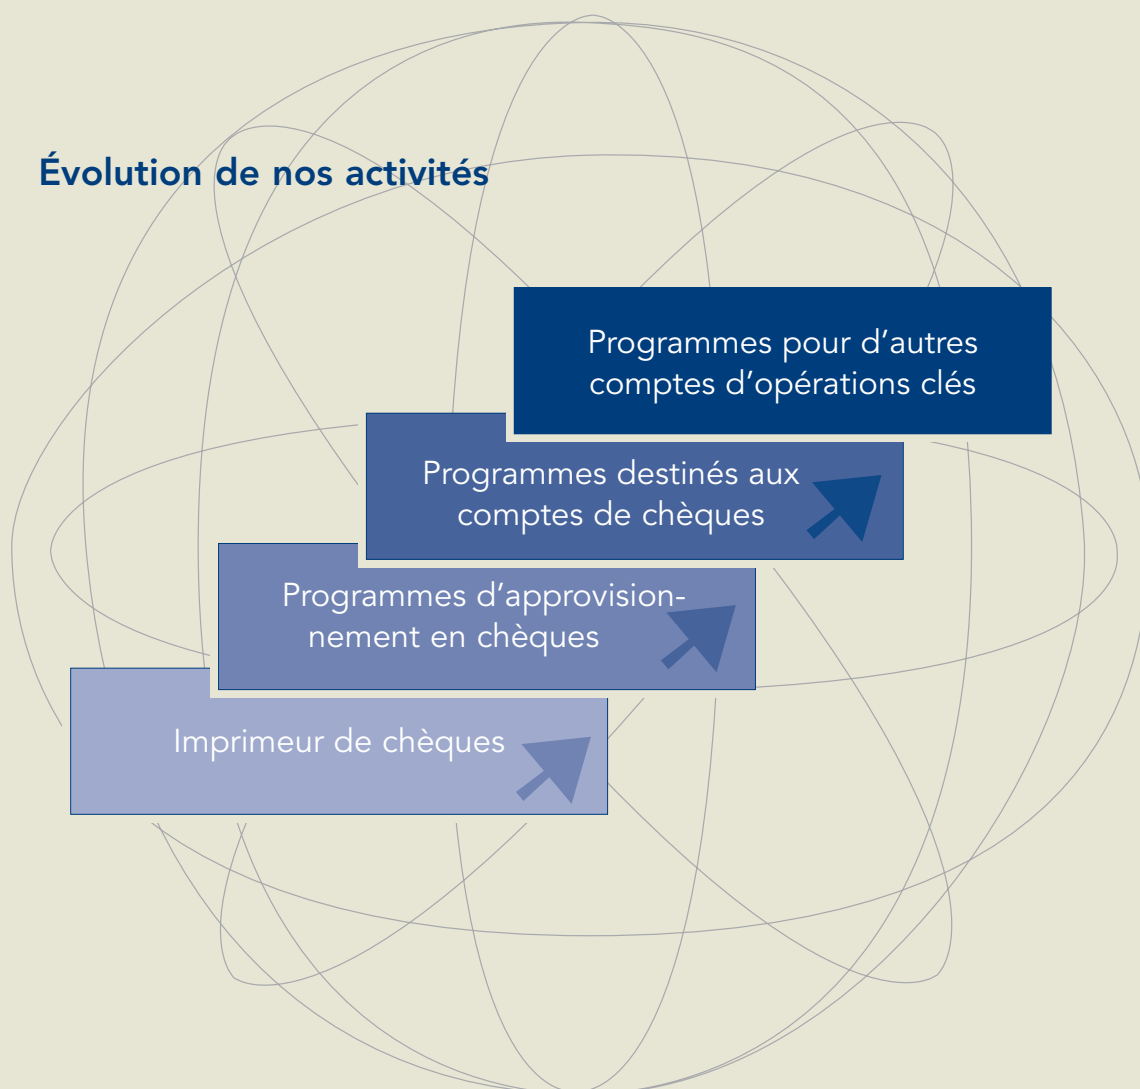 Évolution de nos activités
Programmes pour d’autres
comptes d’opérations clés
Programmes destinés aux
comptes de chèques
Programmes d’approvision-
nement en chèques
Imprimeur de chèques